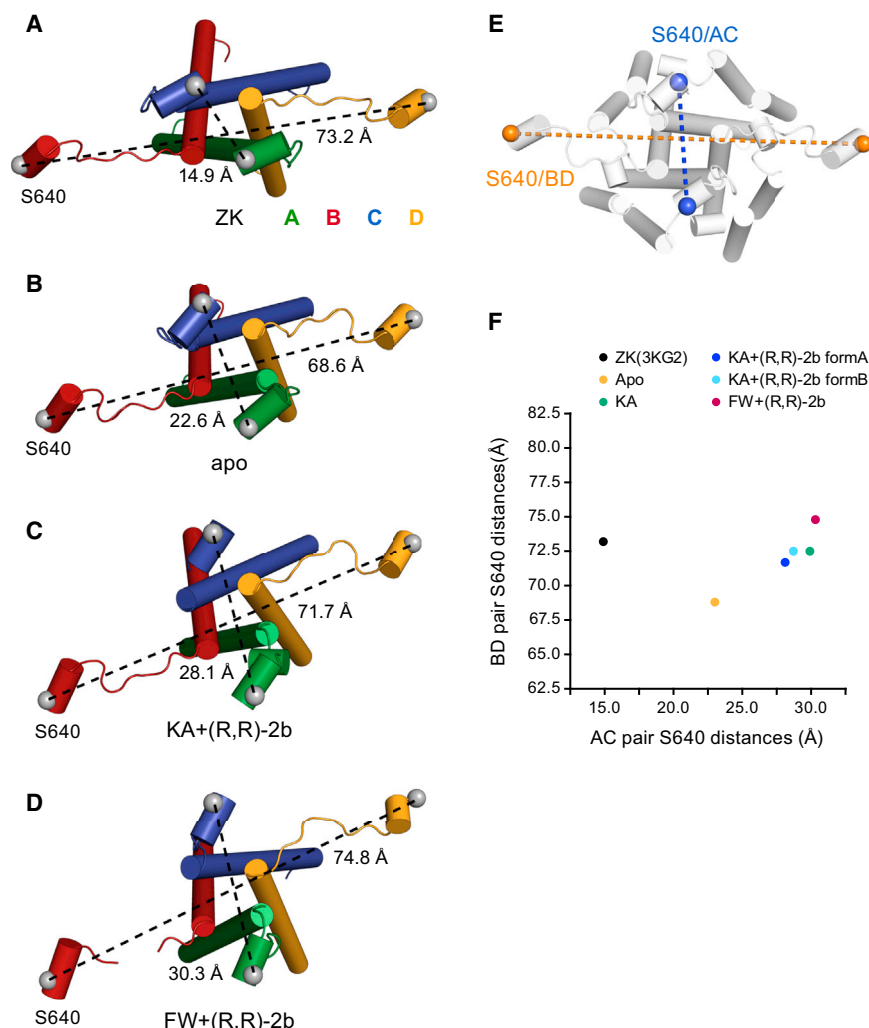 A
73.2 Å
14.9 Å
S640
ZK A B C D
B
68.6 Å
22.6 Å
S640
apo
C
71.7 Å
28.1 Å
S640
KA+(R,R)-2b
D
74.8 Å
30.3 Å
S640
FW+(R,R)-2b
E
S640/AC
S640/BD
F
ZK(3KG2)
Apo
KA
KA+(R,R)-2b formA
KA+(R,R)-2b formB
FW+(R,R)-2b
BD pair S640 distances(Å)
82.5
80.0
77.5
75.0
72.5
70.0
67.5
65.0
62.5
15.0 20.0 25.0 30.0
AC pair S640 distances (Å)